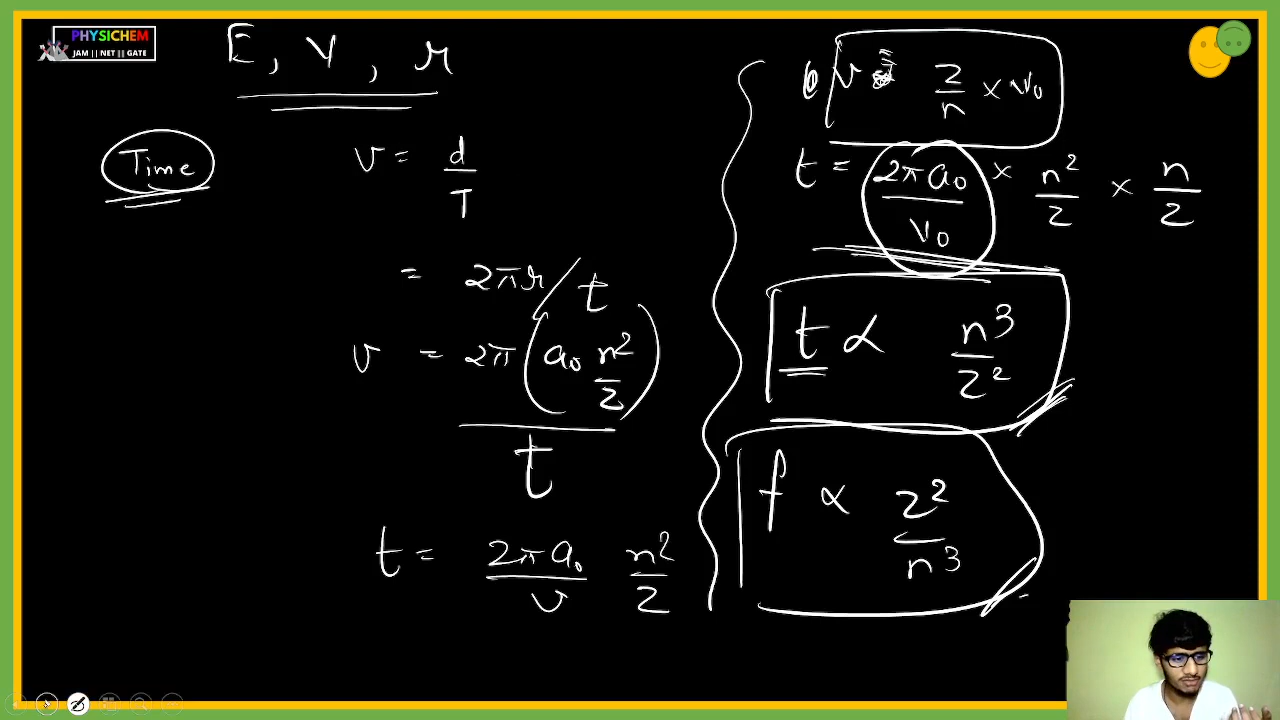 PHYSICHEM
JAM || NET || GATE
E, V, r
Time
v = d/T
= 2πr/t
v = 2π (a₀ n²/z) / t
t = 2πa₀/v n²/z
v = z/n × v₀
t = 2πa₀/v₀ × n²/z × n/z
t ∝ n³/z²
f ∝ z²/n³